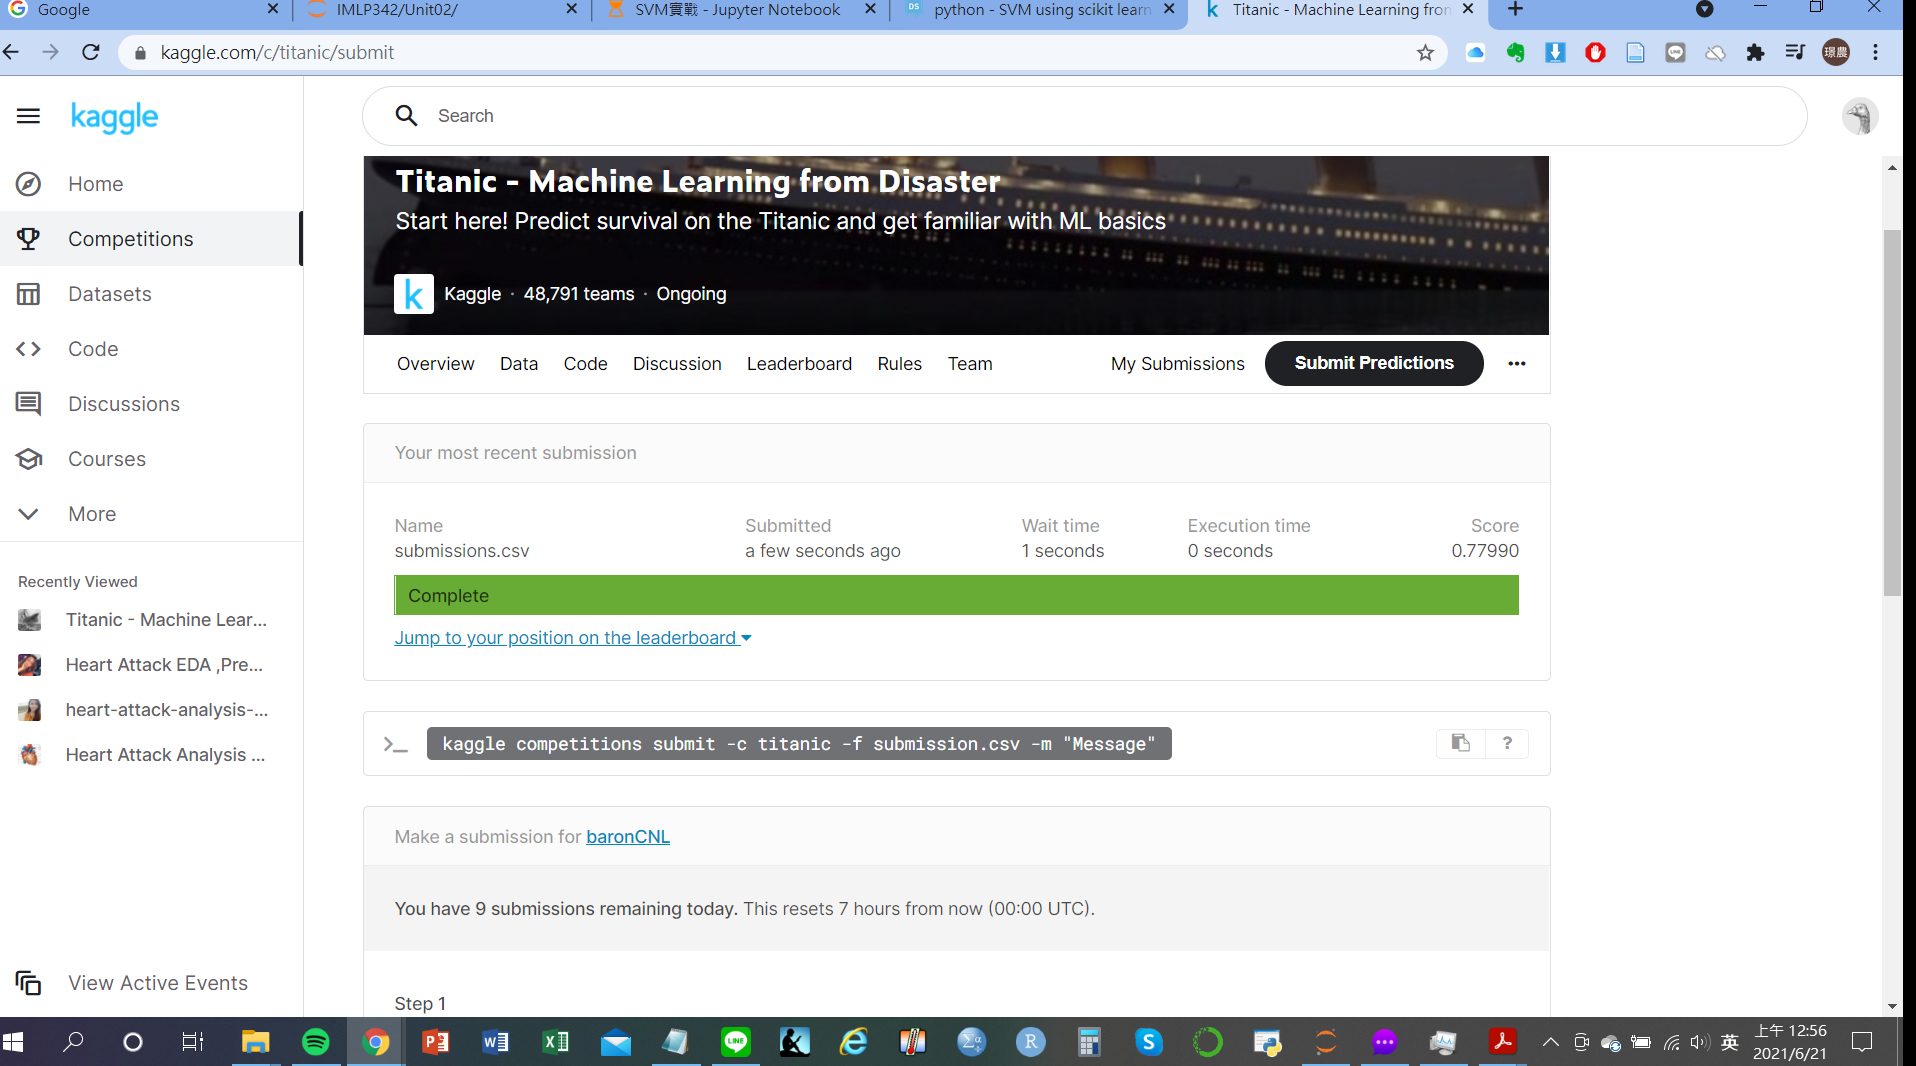 Google
IMLP342/Unit02/
SVM實戰 - Jupyter Notebook
python - SVM using scikit learn
Titanic - Machine Learning from
kaggle.com/c/titanic/submit
璟農
kaggle
Search
Home
Competitions
Datasets
Code
Discussions
Courses
More
Recently Viewed
Titanic - Machine Lear...
Heart Attack EDA ,Pre...
heart-attack-analysis-...
Heart Attack Analysis ...
View Active Events
Titanic - Machine Learning from Disaster
Start here! Predict survival on the Titanic and get familiar with ML basics
k
Kaggle · 48,791 teams · Ongoing
Overview Data Code Discussion Leaderboard Rules Team My Submissions Submit Predictions
Your most recent submission
Name Submitted Wait time Execution time Score
submissions.csv a few seconds ago 1 seconds 0 seconds 0.77990
Complete
Jump to your position on the leaderboard
kaggle competitions submit -c titanic -f submission.csv -m "Message"
?
Make a submission for baronCNL
You have 9 submissions remaining today. This resets 7 hours from now (00:00 UTC).
Step 1
英
上午 12:56
2021/6/21